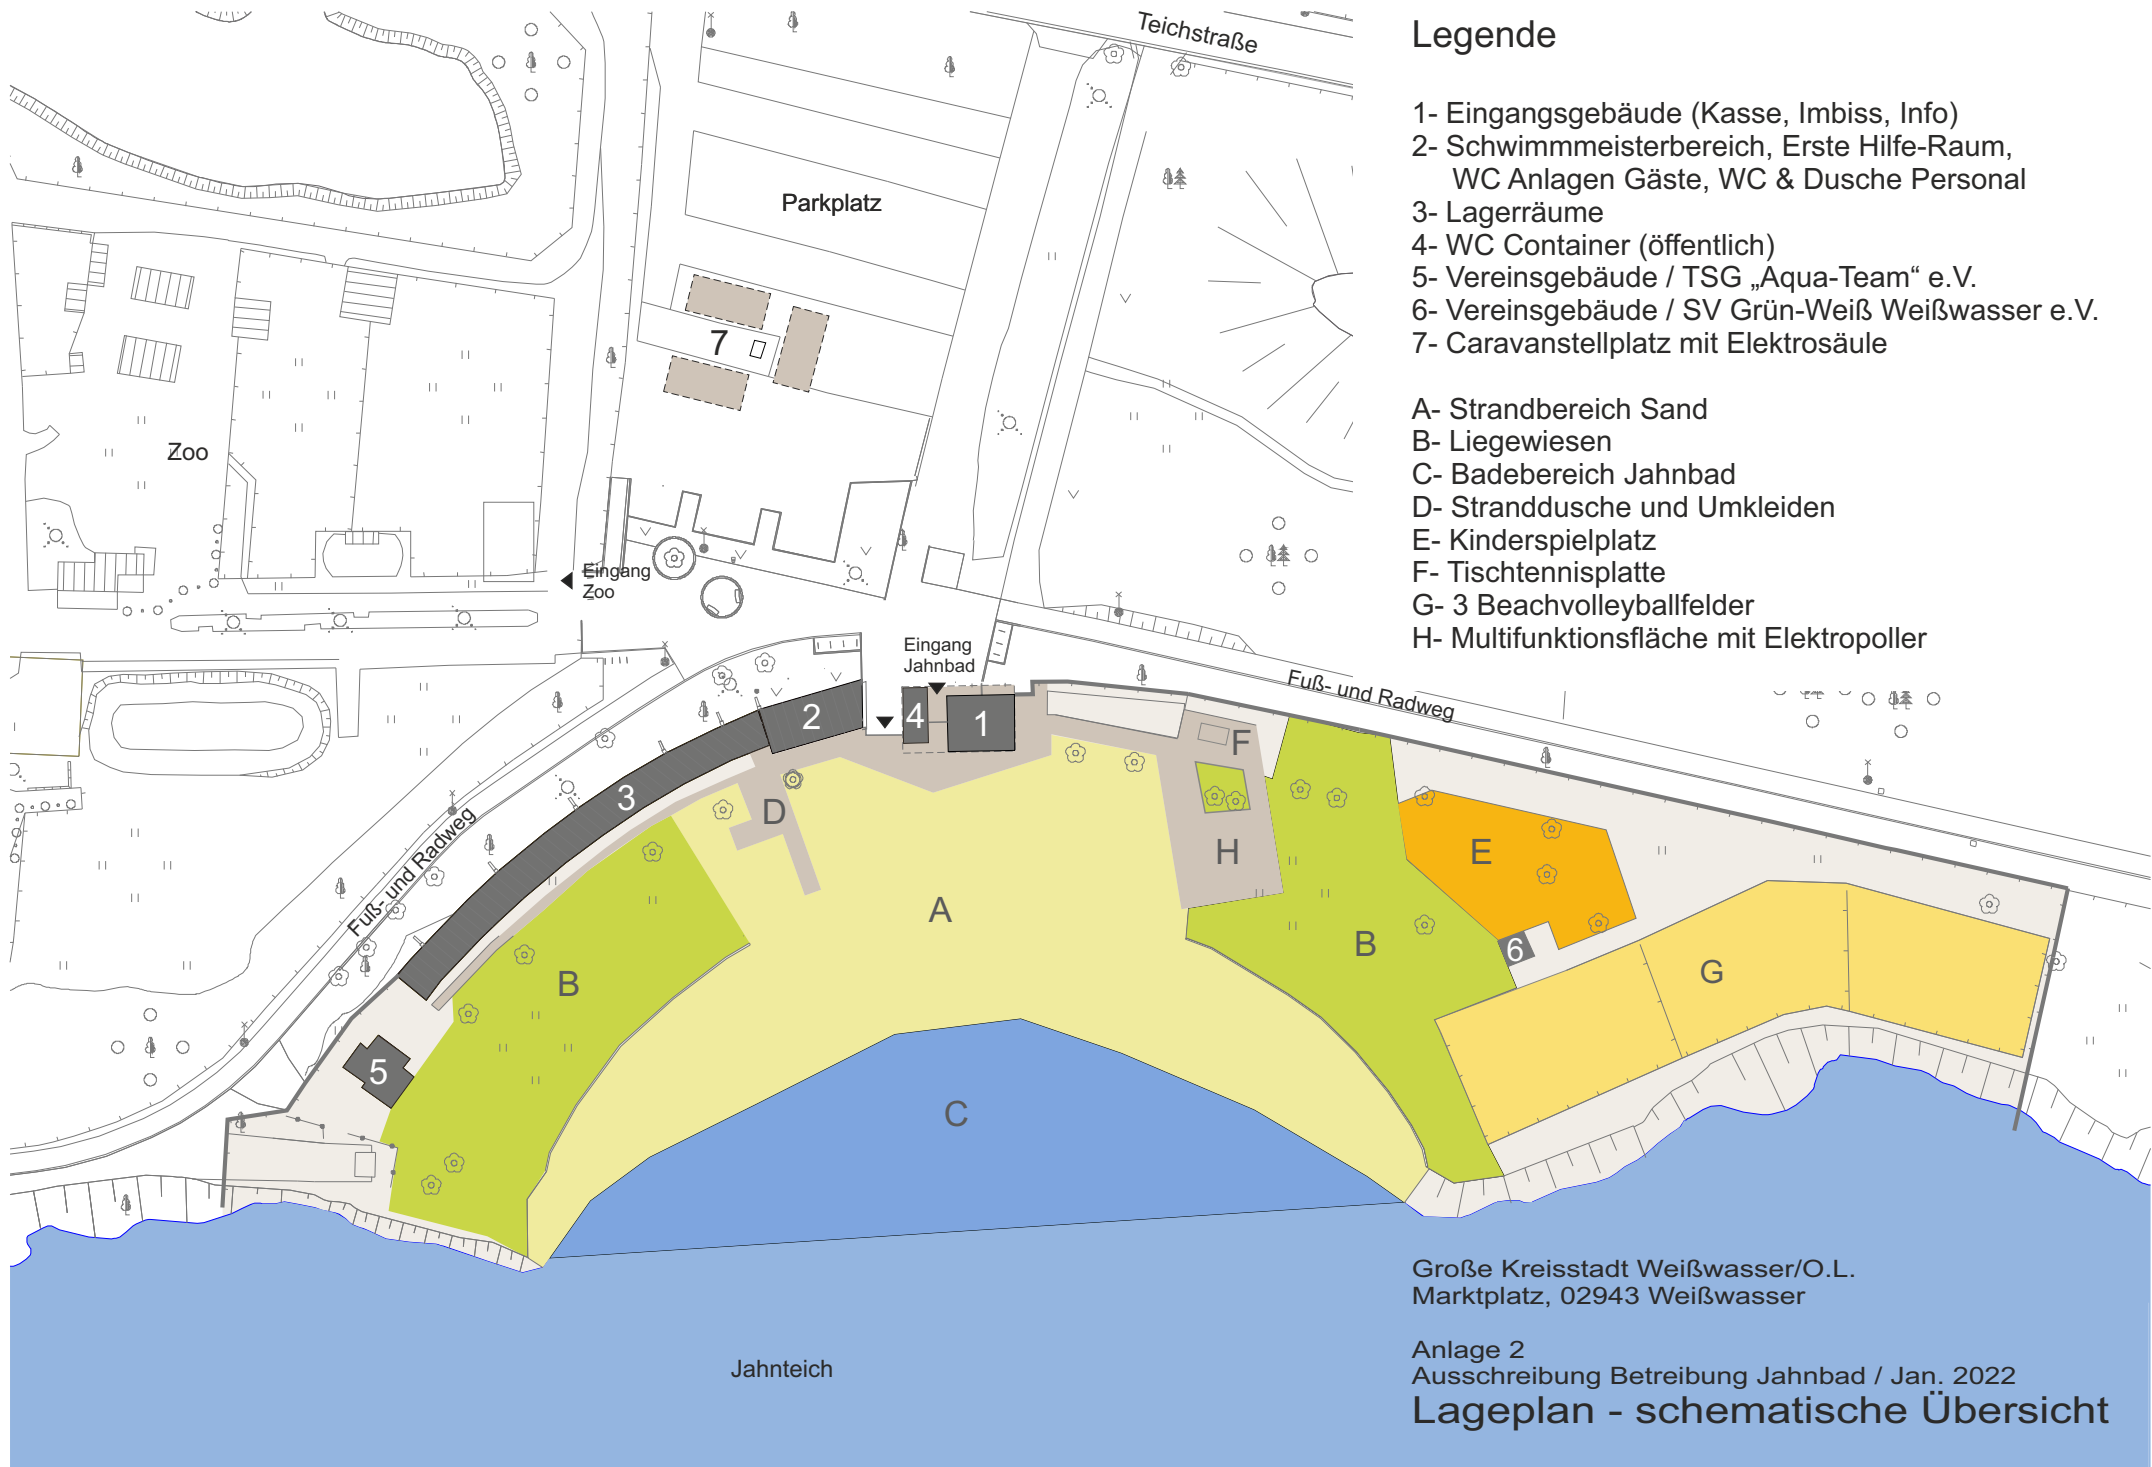 Teichstraße
Legende
1- Eingangsgebäude (Kasse, Imbiss, Info)
2- Schwimmmeisterbereich, Erste Hilfe-Raum,
WC Anlagen Gäste, WC & Dusche Personal
3- Lagerräume
4- WC Container (öffentlich)
5- Vereinsgebäude / TSG „Aqua-Team“ e.V.
6- Vereinsgebäude / SV Grün-Weiß Weißwasser e.V.
7- Caravanstellplatz mit Elektrosäule
A- Strandbereich Sand
B- Liegewiesen
C- Badebereich Jahnbad
D- Stranddusche und Umkleiden
E- Kinderspielplatz
F- Tischtennisplatte
G- 3 Beachvolleyballfelder
H- Multifunktionsfläche mit Elektropoller
Parkplatz
7
Zoo
Eingang
Zoo
Eingang
Jahnbad
Fuß- und Radweg
2
4
1
F
3
D
H
E
Fuß- und Radweg
A
B
6
G
B
5
C
Jahnteich
Große Kreisstadt Weißwasser/O.L.
Marktplatz, 02943 Weißwasser
Anlage 2
Ausschreibung Betreibung Jahnbad / Jan. 2022
Lageplan - schematische Übersicht